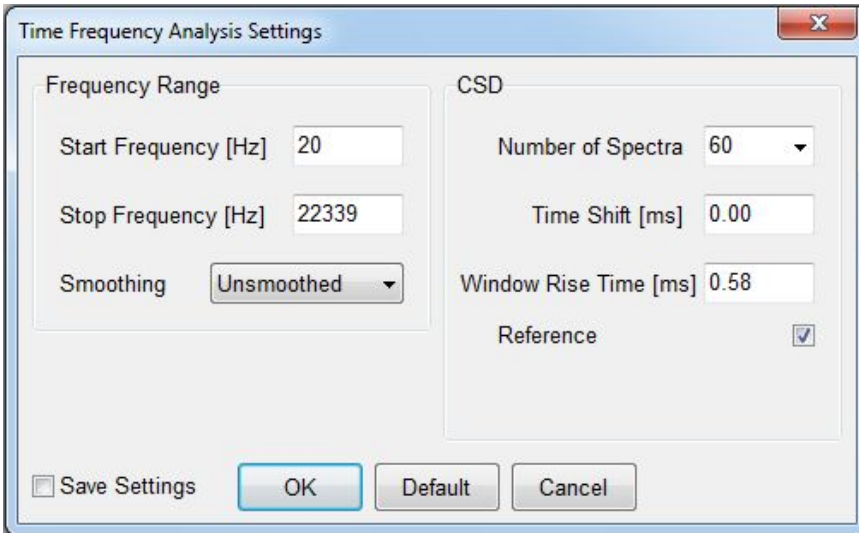 Time Frequency Analysis Settings
Frequency Range
Start Frequency [Hz] 20
Stop Frequency [Hz] 22339
Smoothing Unsmoothed
CSD
Number of Spectra 60
Time Shift [ms] 0.00
Window Rise Time [ms] 0.58
Reference
Save Settings OK Default Cancel